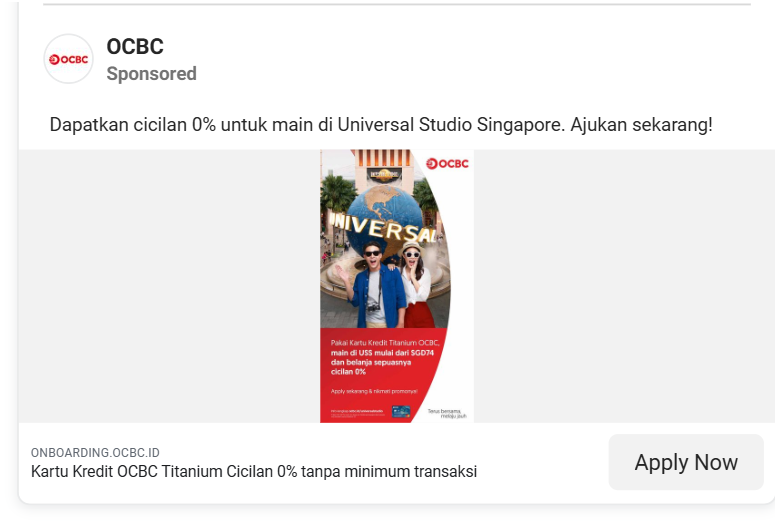 OCBC
OCBC
Sponsored
Dapatkan cicilan 0% untuk main di Universal Studio Singapore. Ajukan sekarang!
OCBC
UNIVERSAL
Pakai Kartu Kredit Titanium OCBC,
main di USS mulai dari SGD74
dan belanja sepuasnya
cicilan 0%
Apply sekarang & nikmati promonya!
Terus bersama,
melaju jauh
ONBOARDING.OCBC.ID
Kartu Kredit OCBC Titanium Cicilan 0% tanpa minimum transaksi
Apply Now